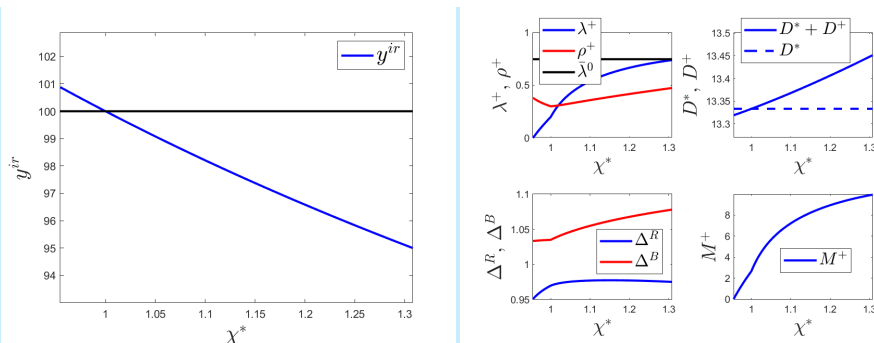 y^{ir}
102
101
100
99
98
97
96
95
94
y^{ir}
1
1.05
1.1
1.15
1.2
1.25
1.3
χ*
λ^+
ρ^+
λ̄^0
1
0.5
0
λ^+, ρ^+
1
1.1
1.2
1.3
χ*
D* + D^+
D*
13.5
13.45
13.4
13.35
13.3
D*, D^+
1
1.1
1.2
1.3
χ*
1.1
1.05
1
0.95
Δ^R, Δ^B
Δ^R
Δ^B
1
1.1
1.2
1.3
χ*
8
6
4
2
0
M^+
M^+
1
1.1
1.2
1.3
χ*